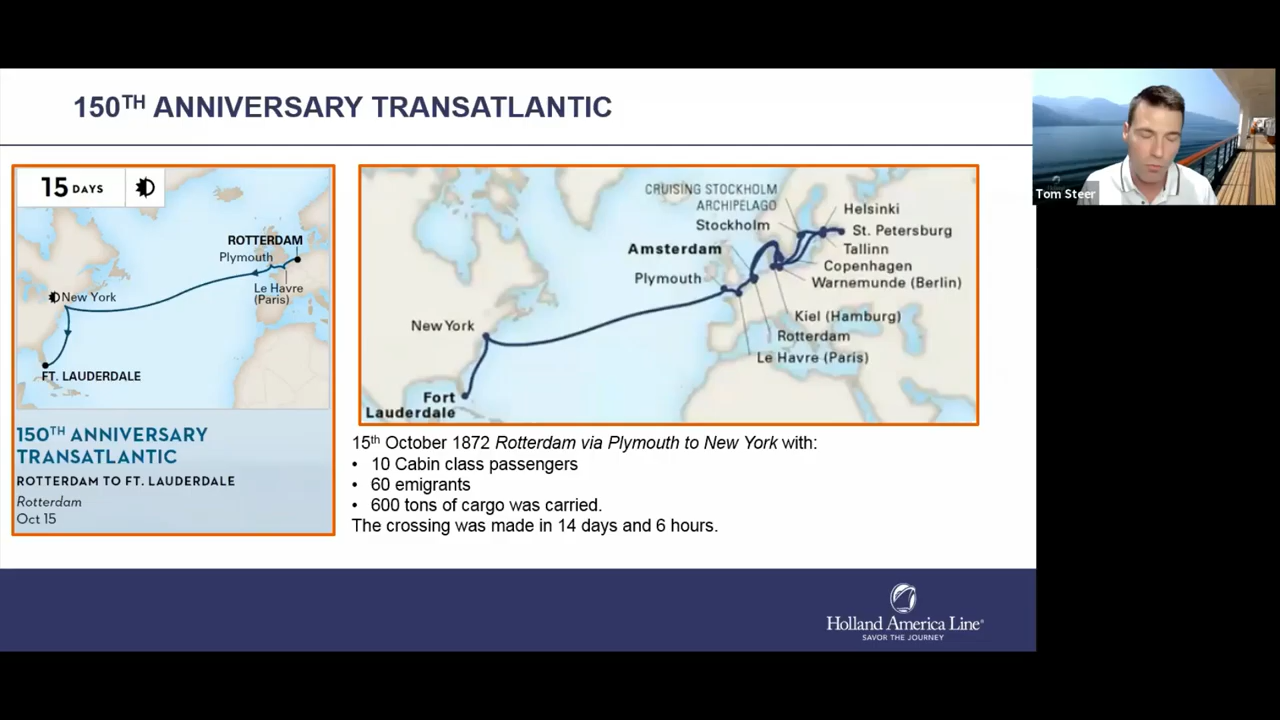 150TH ANNIVERSARY TRANSATLANTIC
15 DAYS
ROTTERDAM
Plymouth
Le Havre
(Paris)
New York
FT. LAUDERDALE
150TH ANNIVERSARY
TRANSATLANTIC
ROTTERDAM TO FT. LAUDERDALE
Rotterdam
Oct 15
CRUISING STOCKHOLM
ARCHIPELAGO
Stockholm
Helsinki
St. Petersburg
Tallinn
Amsterdam
Copenhagen
Warnemunde (Berlin)
Plymouth
Kiel (Hamburg)
New York
Rotterdam
Le Havre (Paris)
Fort
Lauderdale
15th October 1872 Rotterdam via Plymouth to New York with:
• 10 Cabin class passengers
• 60 emigrants
• 600 tons of cargo was carried.
The crossing was made in 14 days and 6 hours.
Holland America Line®
SAVOR THE JOURNEY
Tom Steer